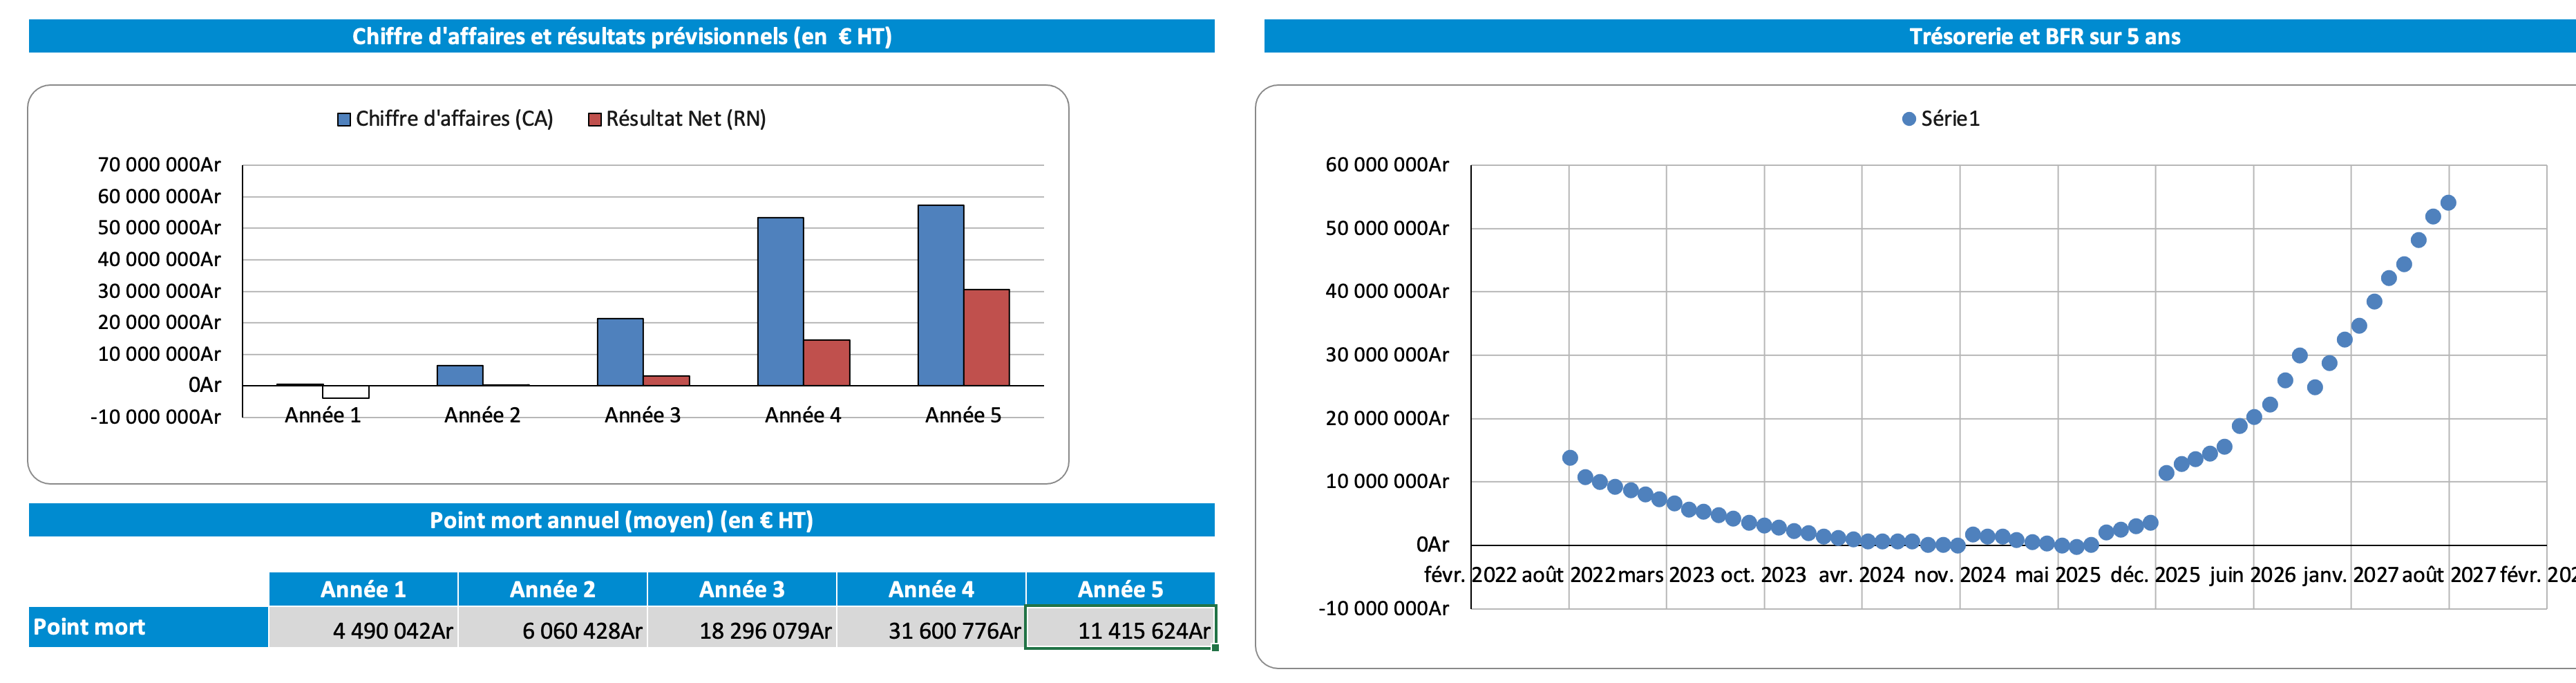 Chiffre d'affaires et résultats prévisionnels (en  € HT)
Chiffre d'affaires (CA) Résultat Net (RN)
70 000 000Ar
60 000 000Ar
50 000 000Ar
40 000 000Ar
30 000 000Ar
20 000 000Ar
10 000 000Ar
0Ar
-10 000 000Ar
Année 1 Année 2 Année 3 Année 4 Année 5
Point mort annuel (moyen) (en € HT)
Année 1 Année 2 Année 3 Année 4 Année 5
Point mort 4 490 042Ar 6 060 428Ar 18 296 079Ar 31 600 776Ar 11 415 624Ar
Trésorerie et BFR sur 5 ans
Série1
60 000 000Ar
50 000 000Ar
40 000 000Ar
30 000 000Ar
20 000 000Ar
10 000 000Ar
0Ar
-10 000 000Ar
févr. 2022 août 2022 mars 2023 oct. 2023 avr. 2024 nov. 2024 mai 2025 déc. 2025 juin 2026 janv. 2027 août 2027 févr.